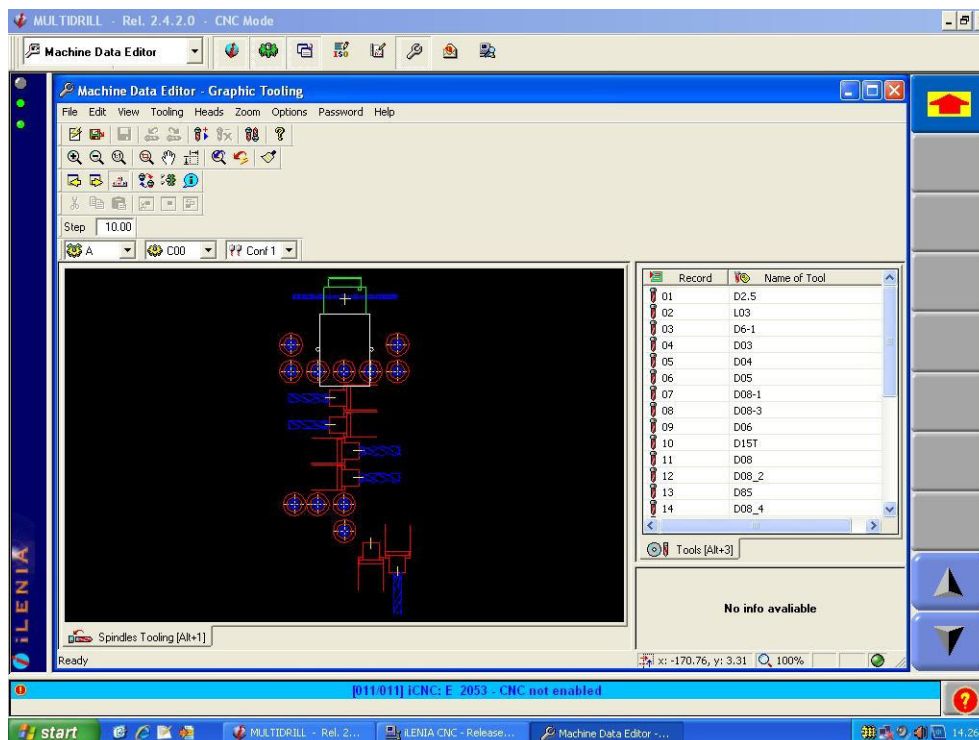 MULTIDRILL - Rel. 2.4.2.0 - CNC Mode
Machine Data Editor
ISO
Machine Data Editor - Graphic Tooling
File Edit View Tooling Heads Zoom Options Password Help
Step 10.00
A C00 Conf 1
Record Name of Tool
01 D2.5
02 L03
03 D6-1
04 D03
05 D04
06 D05
07 D08-1
08 D08-3
09 D06
10 D15T
11 D08
12 D08_2
13 D85
14 D08_4
Tools [Alt+3]
No info avaliable
Spindles Tooling [Alt+1]
Ready
x: -170.76, y: 3.31 100%
iLENIA
[011/011] iCNC: E 2053 - CNC not enabled
start MULTIDRILL - Rel. 2... iLENIA CNC - Release... Machine Data Editor -...